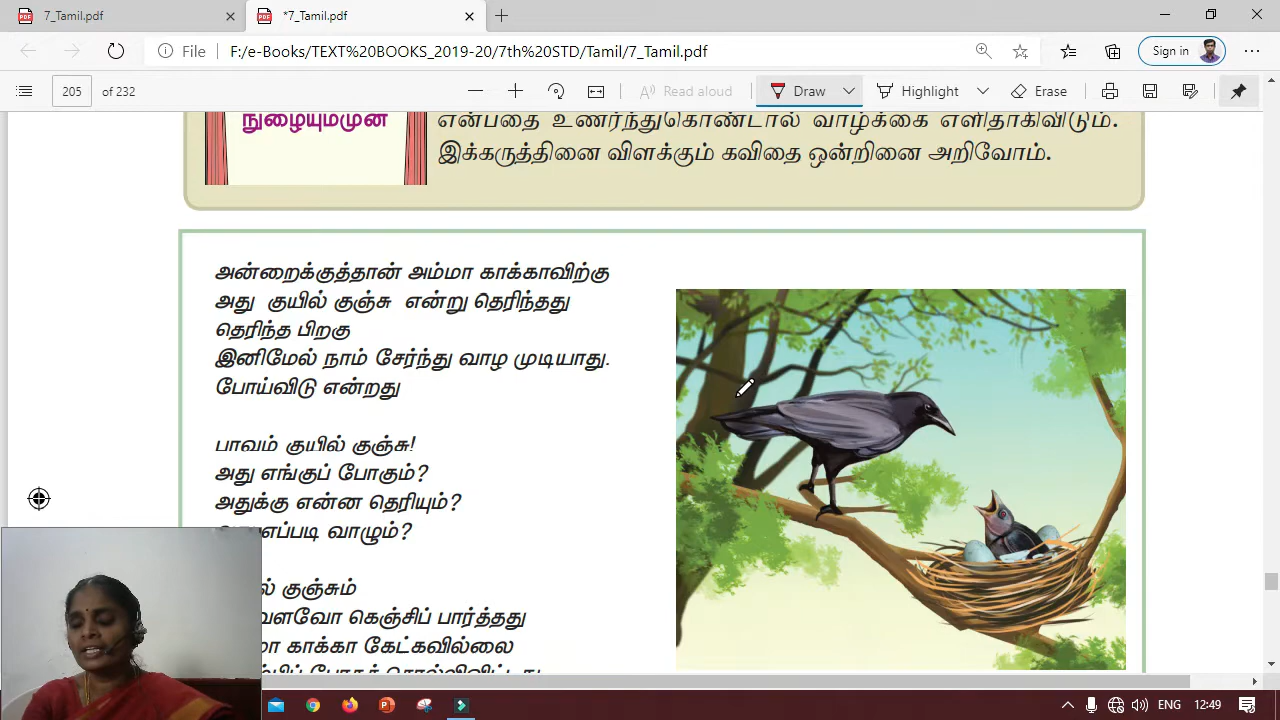 7_Tamil.pdf
*7_Tamil.pdf
File
F:/e-Books/TEXT%20BOOKS_2019-20/7th%20STD/Tamil/7_Tamil.pdf
Sign in
205 of 232
Read aloud
Draw
Highlight
Erase
நுழையும்முன்
என்பதை உணர்ந்துகொண்டால் வாழ்க்கை எளிதாகிவிடும்.
இக்கருத்தினை விளக்கும் கவிதை ஒன்றினை அறிவோம்.
அன்றைக்குத்தான் அம்மா காக்காவிற்கு
அது குயில் குஞ்சு என்று தெரிந்தது
தெரிந்த பிறகு
இனிமேல் நாம் சேர்ந்து வாழ முடியாது.
போய்விடு என்றது
பாவம் குயில் குஞ்சு!
அது எங்குப் போகும்?
அதுக்கு என்ன தெரியும்?
எப்படி வாழும்?
குஞ்சும்
கெஞ்சிப் பார்த்தது
காக்கா கேட்கவில்லை
ENG
12:49